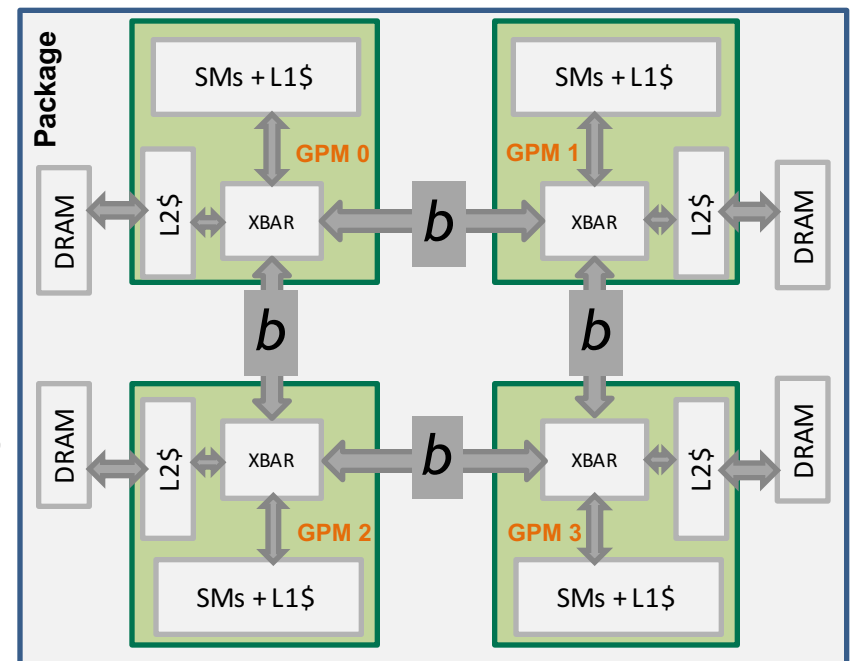 Package
SMs + L1$
GPM 0
DRAM
L2$
XBAR
b
SMs + L1$
GPM 1
XBAR
L2$
DRAM
b
b
DRAM
L2$
XBAR
GPM 2
SMs + L1$
b
XBAR
L2$
DRAM
GPM 3
SMs + L1$